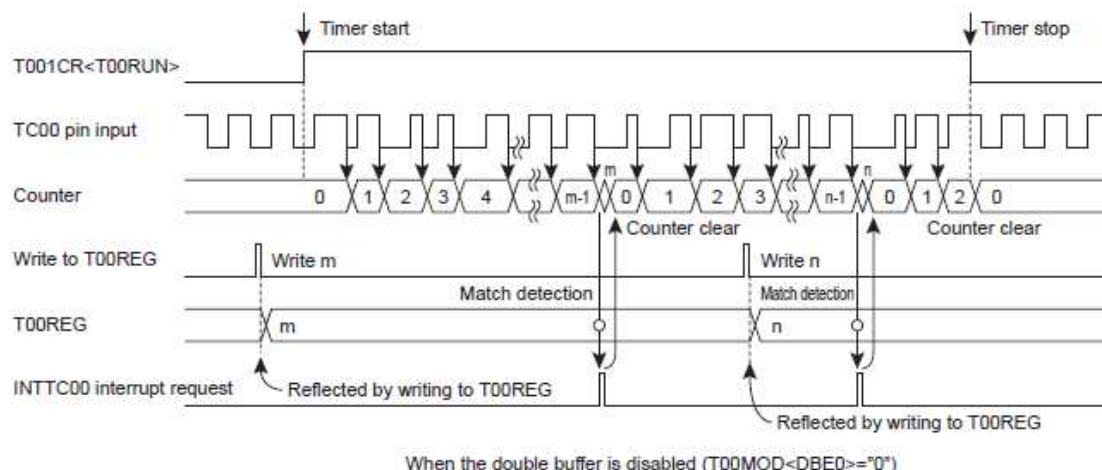 Timer start Timer stop
T001CR<T00RUN>
TC00 pin input
m n
Counter 0 1 2 3 4 m-1 0 1 2 3 n-1 0 1 2 0
Counter clear Counter clear
Write to T00REG Write m Write n
Match detection Match detection
T00REG m n
INTTC00 interrupt request Reflected by writing to T00REG
Reflected by writing to T00REG
When the double buffer is disabled (T00MOD<DBE0>="0")